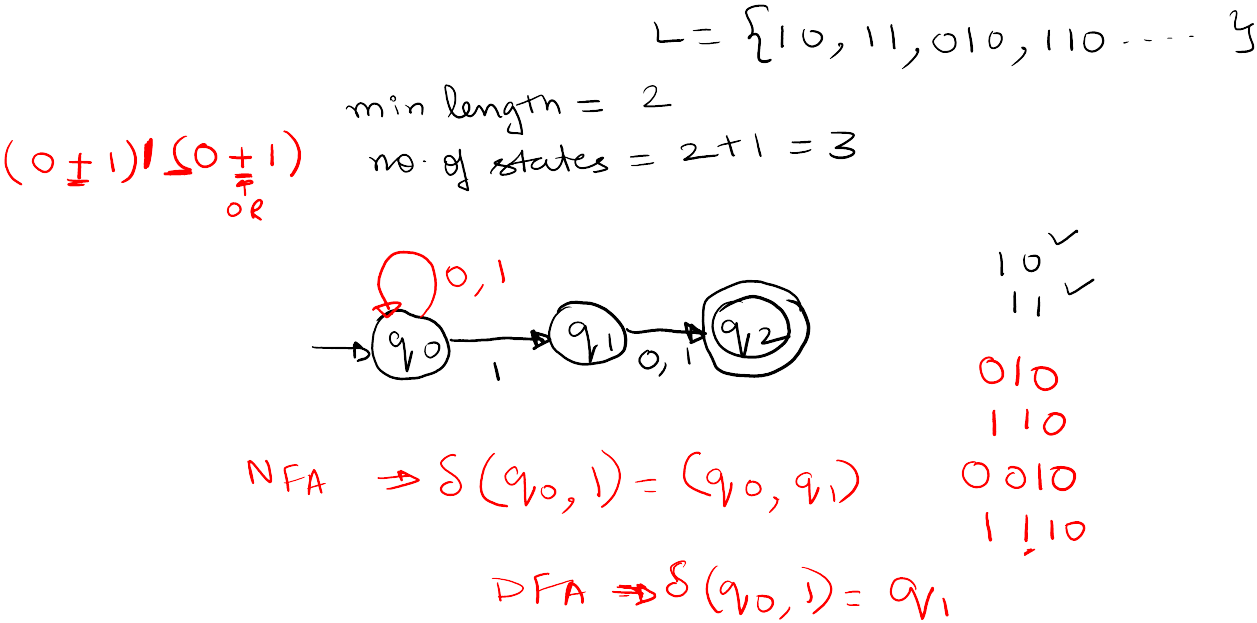 L = {10, 11, 010, 110 ..... }
min length = 2
no. of states = 2+1 = 3
(0 + 1) 1 (0 + 1)
OR
0, 1
q0
1
q1
0, 1
q2
10 ✓
11 ✓
010
110
0010
1110
NFA → δ(q0, 1) = (q0, q1)
DFA → δ(q0, 1) = q1